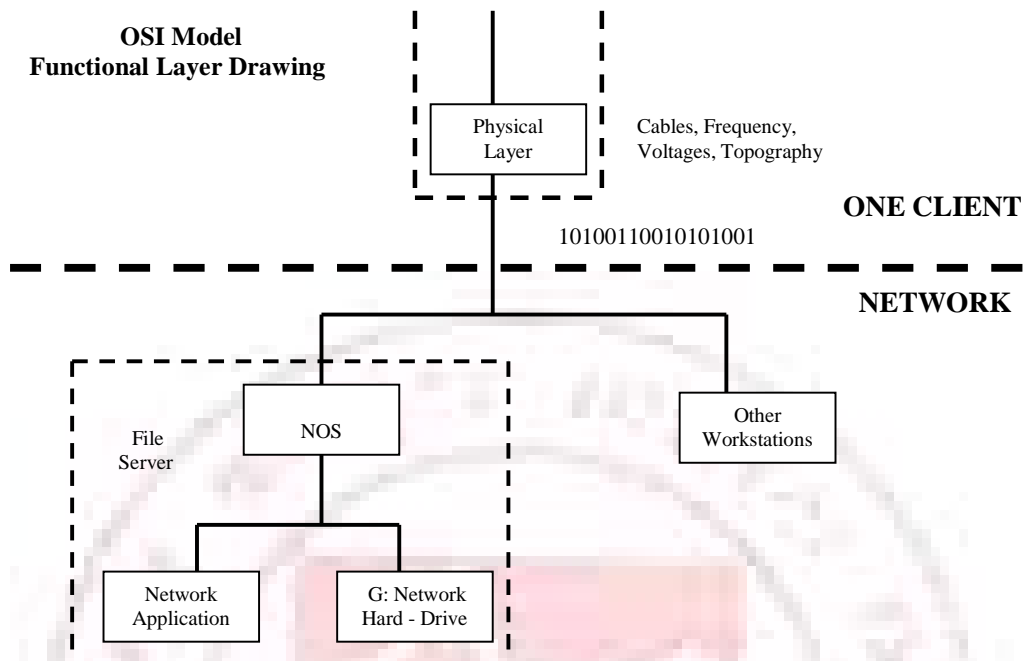 OSI Model
Functional Layer Drawing
Physical
Layer
Cables, Frequency,
Voltages, Topography
ONE CLIENT
10100110010101001
NETWORK
File
Server
NOS
Other
Workstations
Network
Application
G: Network
Hard - Drive